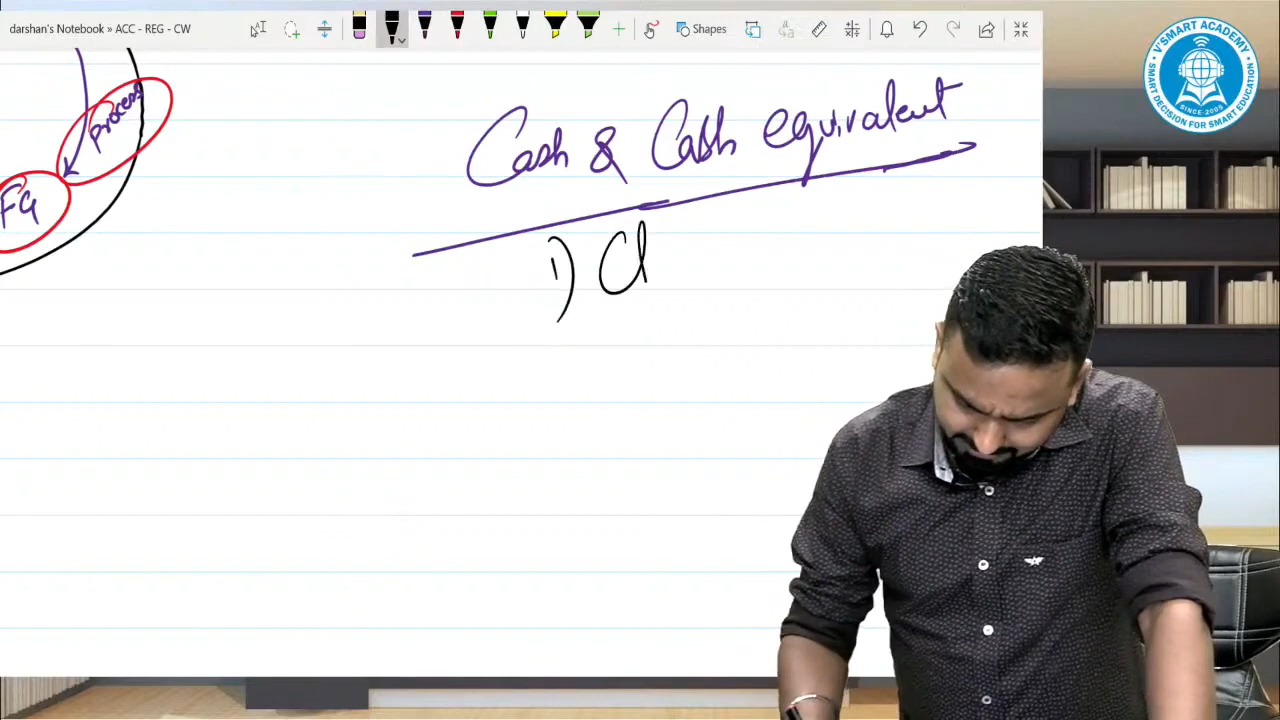 darshan's Notebook » ACC - REG - CW
Shapes
V'SMART ACADEMY
SMART DECISION FOR SMART EDUCATION
SINCE-2005
Process
FG
Cash & Cash equivalent
1) Cl